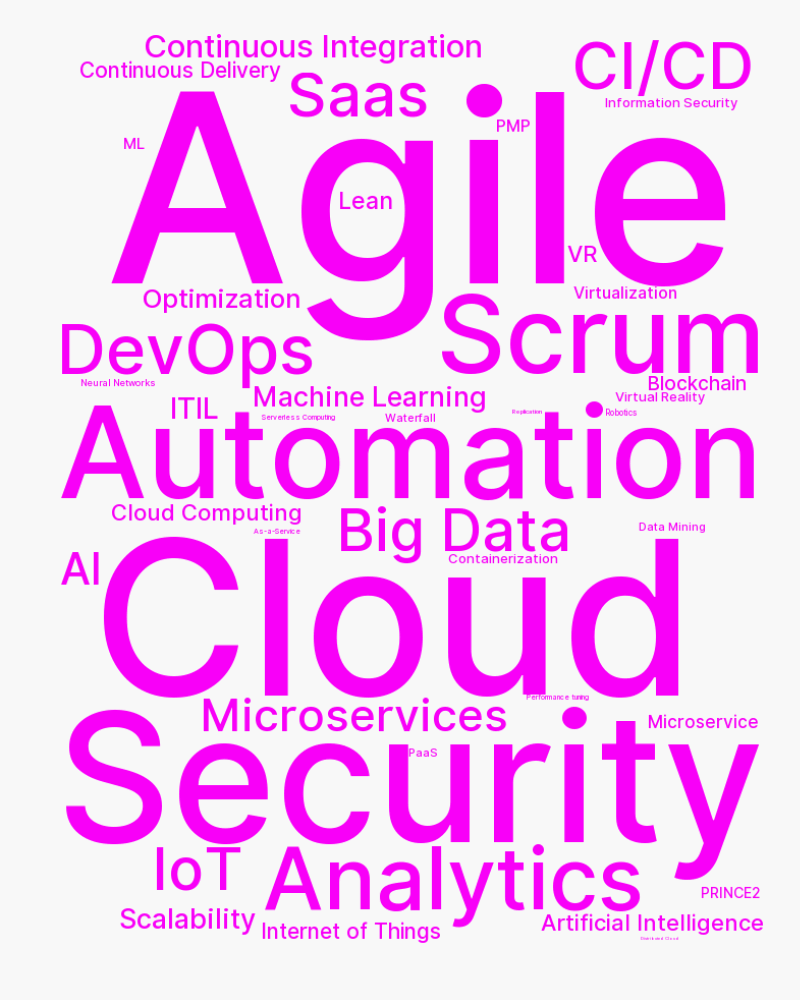 Continuous Integration
CI/CD
Continuous Delivery
Saas
Information Security
PMP
ML
Agile
Lean
VR
Optimization
Virtualization
Scrum
DevOps
Neural Networks
Blockchain
Machine Learning
Virtual Reality
ITIL
Serverless Computing
Waterfall
Replication
Robotics
Automation
Cloud Computing
Big Data
Data Mining
As-a-Service
Containerization
AI
Cloud
Performance tuning
Microservices
Microservice
PaaS
Security
IoT
Analytics
PRINCE2
Scalability
Internet of Things
Artificial Intelligence
Distributed Cloud